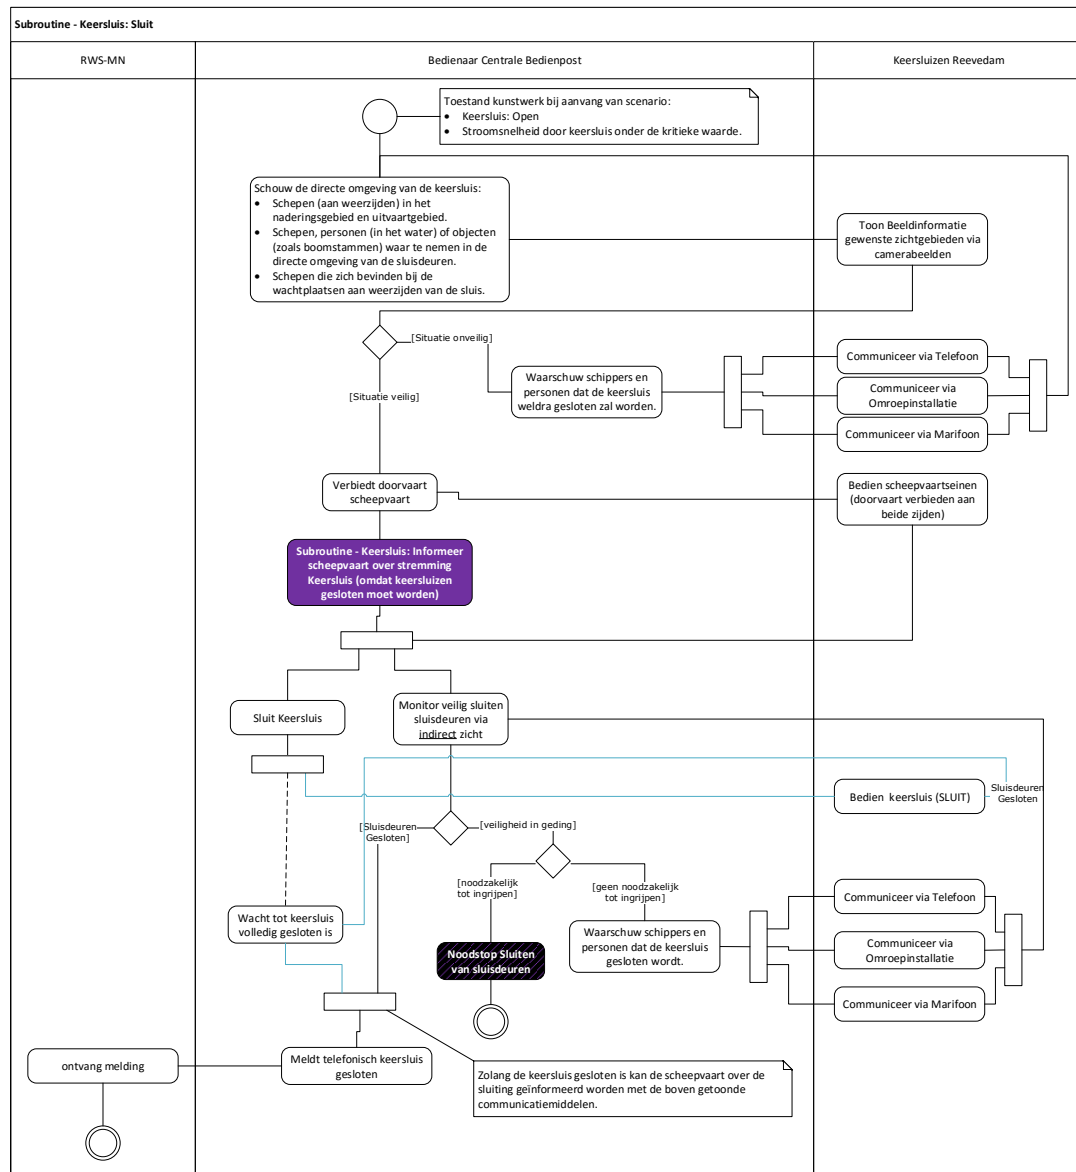 Subroutine - Keersluis: Sluit
RWS-MN
Bedienaar Centrale Bedienpost
Keersluizen Reevedam
Toestand kunstwerk bij aanvang van scenario:
• Keersluis: Open
• Stroomsnelheid door keersluis onder de kritieke waarde.
Schouw de directe omgeving van de keersluis:
• Schepen (aan weerzijden) in het
naderingsgebied en uitvaartgebied.
• Schepen, personen (in het water) of objecten
(zoals boomstammen) waar te nemen in de
directe omgeving van de sluisdeuren.
• Schepen die zich bevinden bij de
wachtplaatsen aan weerzijden van de sluis.
Toon Beeldinformatie
gewenste zichtgebieden via
camerabeelden
[Situatie onveilig]
[Situatie veilig]
Waarschuw schippers en
personen dat de keersluis
weldra gesloten zal worden.
Communiceer via Telefoon
Communiceer via
Omroepinstallatie
Communiceer via Marifoon
Verbiedt doorvaart
scheepvaart
Bedien scheepvaartseinen
(doorvaart verbieden aan
beide zijden)
Subroutine - Keersluis: Informeer
scheepvaart over stremming
Keersluis (omdat keersluizen
gesloten moet worden)
Sluit Keersluis
Monitor veilig sluiten
sluisdeuren via
indirect zicht
Bedien keersluis (SLUIT)
Sluisdeuren
Gesloten
[Sluisdeuren
Gesloten]
[veiligheid in geding]
[noodzakelijk
tot ingrijpen]
[geen noodzakelijk
tot ingrijpen]
Wacht tot keersluis
volledig gesloten is
Noodstop Sluiten
van sluisdeuren
Waarschuw schippers en
personen dat de keersluis
gesloten wordt.
Communiceer via Telefoon
Communiceer via
Omroepinstallatie
Communiceer via Marifoon
ontvang melding
Meldt telefonisch keersluis
gesloten
Zolang de keersluis gesloten is kan de scheepvaart over de
sluiting geïnformeerd worden met de boven getoonde
communicatiemiddelen.